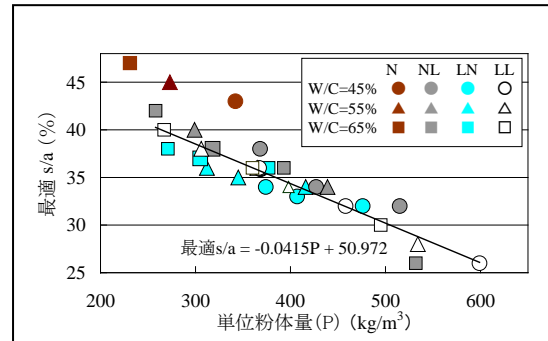 N NL LN LL
W/C=45%
W/C=55%
W/C=65%
45
40
35
30
25
最適 s/a (%)
最適s/a = -0.0415P + 50.972
200 300 400 500 600
単位粉体量(P) (kg/m³)